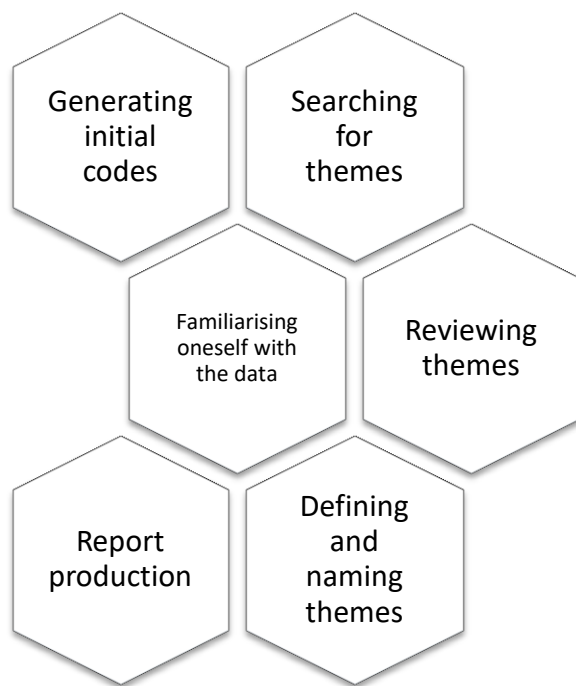 Generating
initial
codes
Searching
for
themes
Familiarising
oneself with
the data
Reviewing
themes
Report
production
Defining
and
naming
themes